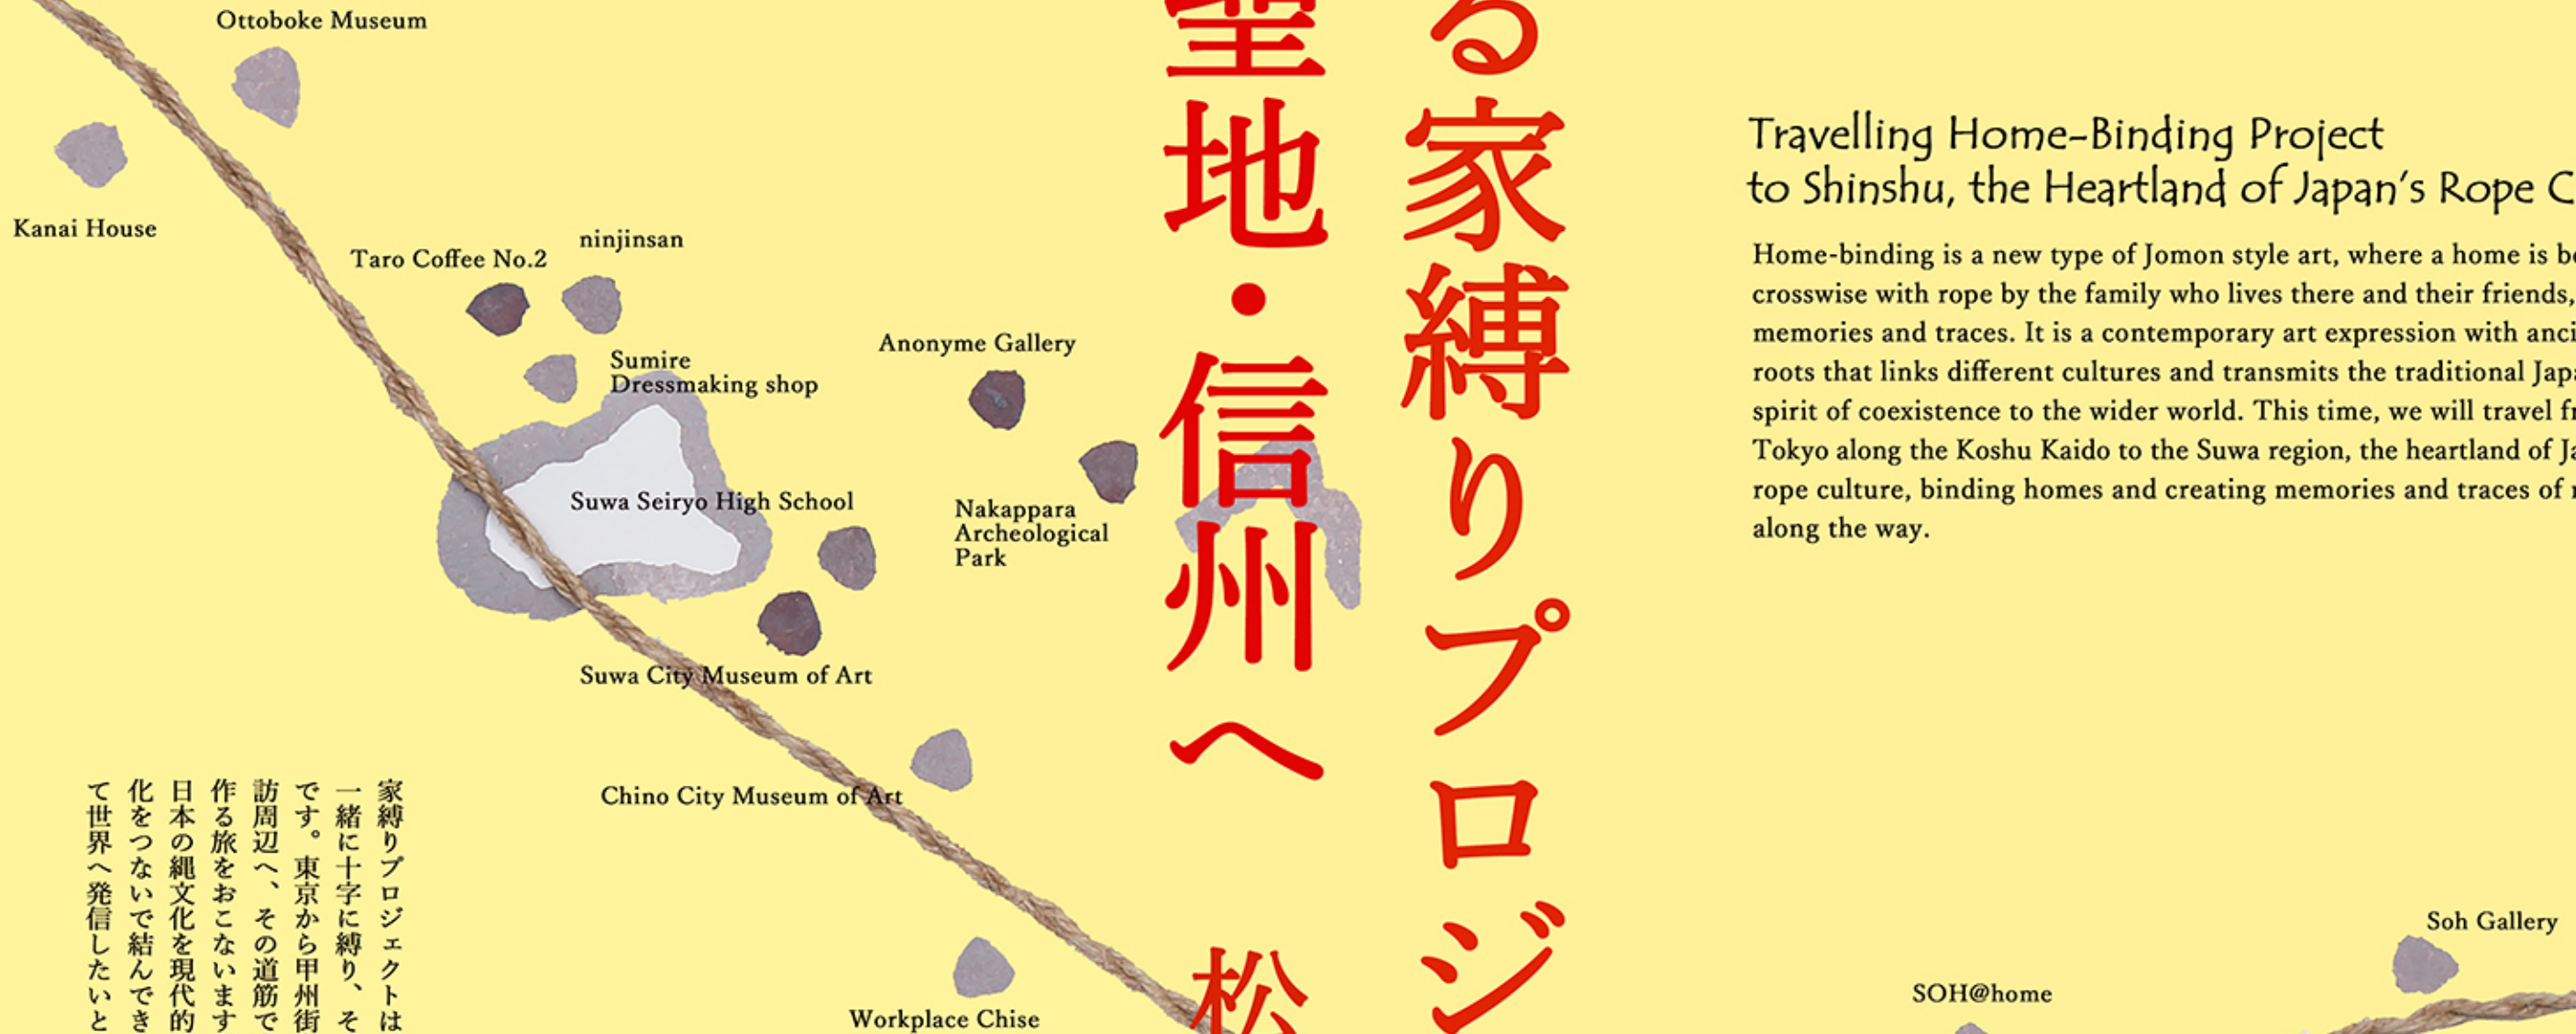 Ottoboke Museum
Kanai House
Taro Coffee No.2
ninjinsan
Sumire
Dressmaking shop
Anonyme Gallery
Suwa Seiryo High School
Nakappara
Archeological
Park
Suwa City Museum of Art
Chino City Museum of Art
Workplace Chise
る家縛りプロジ
聖地・信州へ
松
Travelling Home-Binding Project
to Shinshu, the Heartland of Japan's Rope C
Home-binding is a new type of Jomon style art, where a home is
crosswise with rope by the family who lives there and their friends,
memories and traces. It is a contemporary art expression with
roots that links different cultures and transmits the traditional
spirit of coexistence to the wider world. This time, we will travel
Tokyo along the Koshu Kaido to the Suwa region, the heartland of
rope culture, binding homes and creating memories and traces of
along the way.
家縛りプロジェクトは
一緒に十字に縛り、そ
です。東京から甲州街
訪周辺へ、その道筋で
作る旅をおこないます
日本の縄文化を現代的
化をつないで結んでき
て世界へ発信したいと
Soh Gallery
SOH@home